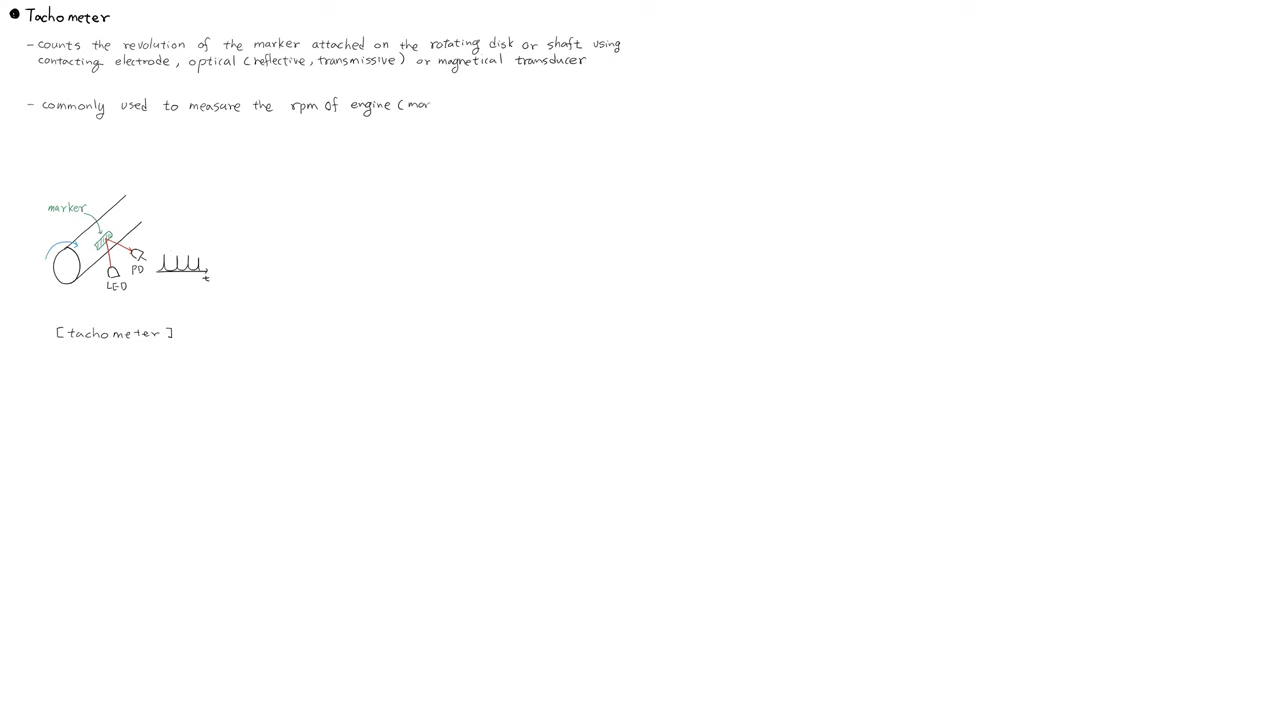 ● Tachometer
- counts the revolution of the marker attached on the rotating disk or shaft using
contacting electrode, optical (reflective, transmissive) or magnetical transducer
- commonly used to measure the rpm of engine (mar
marker
PD
LED
t
[tachometer]